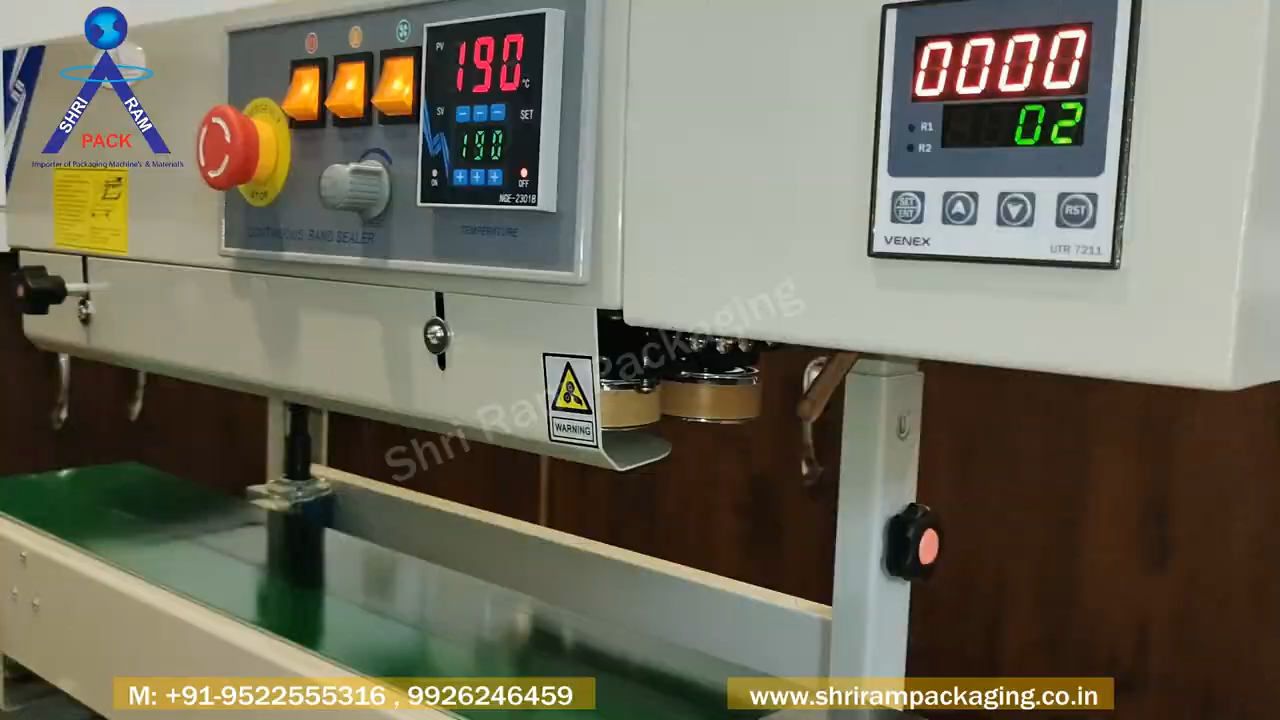 SHRI RAM
PACK
Importer of Packaging Machine's & Materials
STOP
CONTINUOUS BAND SEALER
PV
190
°C
SV
SET
190
ON
OFF
NGE-2301B
TEMPERATURE
0000
02
R1
R2
SET
ENT
RST
VENEX
UTR 7211
WARNING
Shri Ram Packaging
M: +91-9522555316 , 9926246459
www.shrirampackaging.co.in